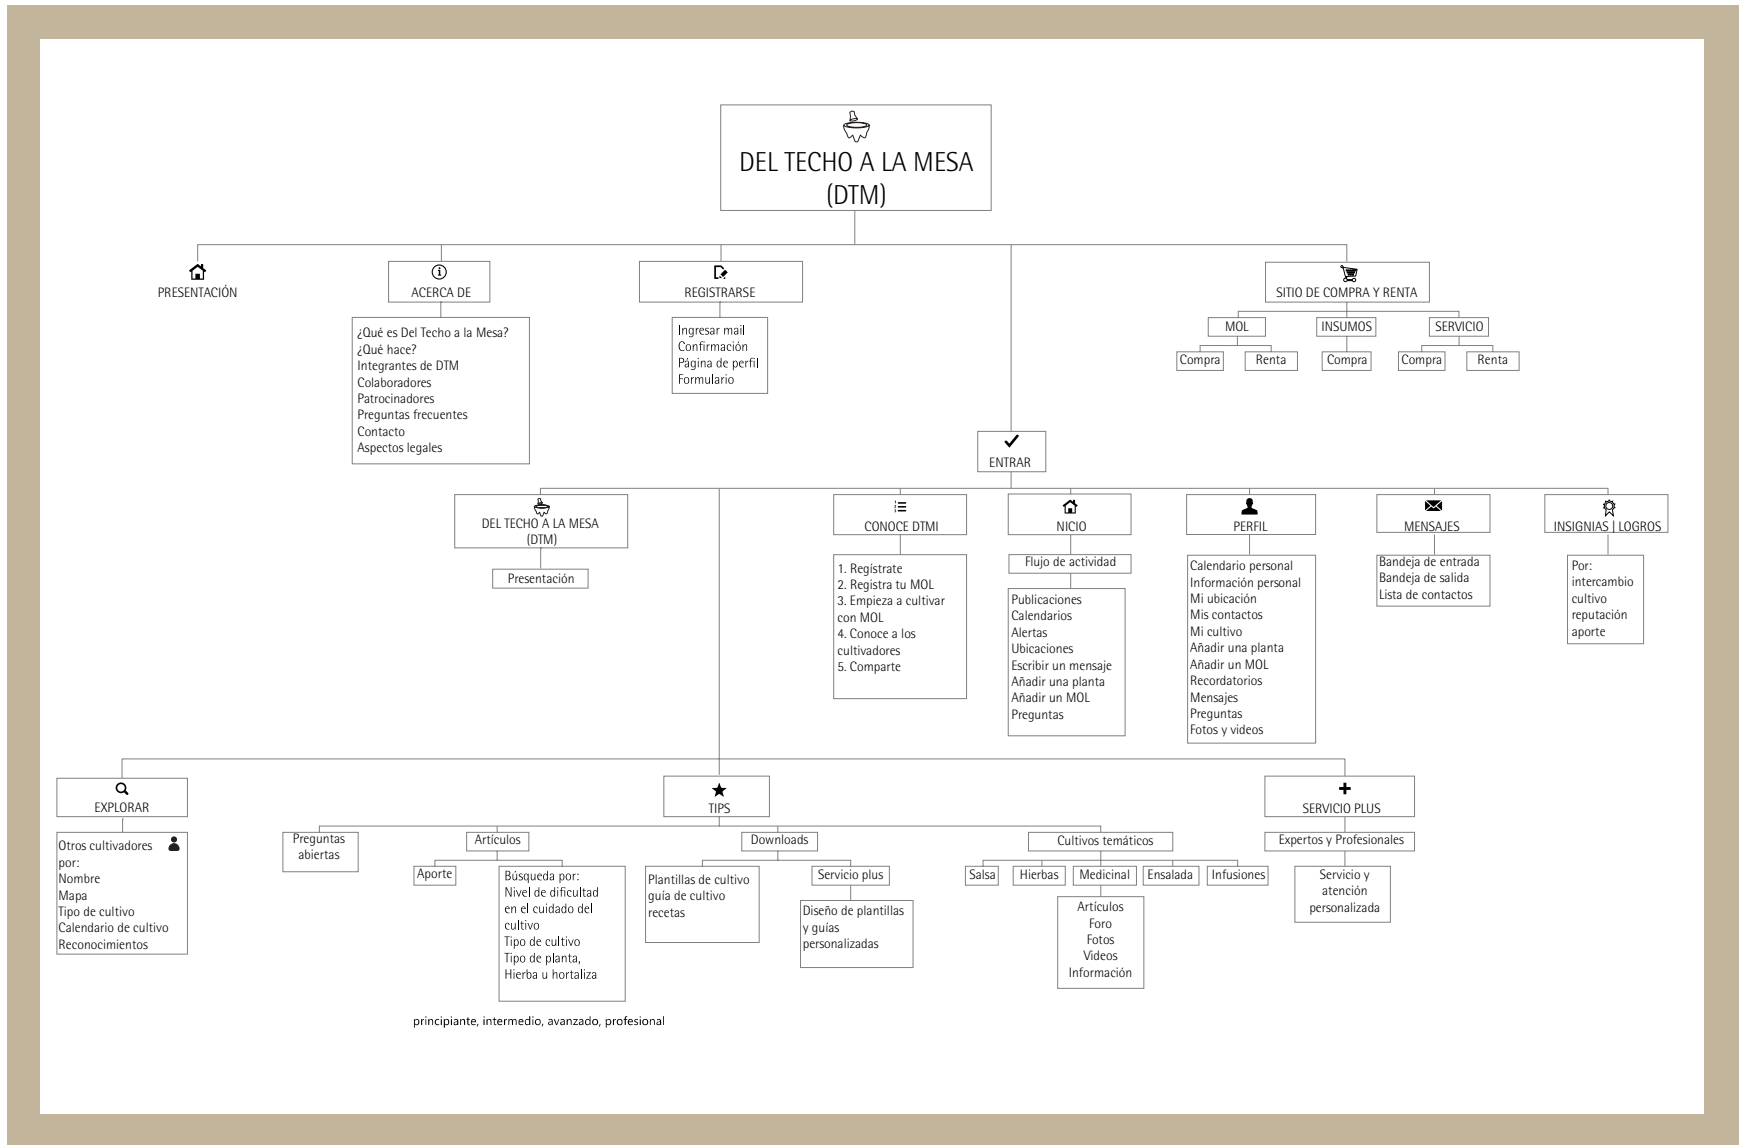 DEL TECHO A LA MESA
(DTM)
PRESENTACIÓN
ACERCA DE
¿Qué es Del Techo a la Mesa?
¿Qué hace?
Integrantes de DTM
Colaboradores
Patrocinadores
Preguntas frecuentes
Contacto
Aspectos legales
REGISTRARSE
Ingresar mail
Confirmación
Página de perfil
Formulario
SITIO DE COMPRA Y RENTA
MOL
Compra
Renta
INSUMOS
Compra
SERVICIO
Compra
Renta
ENTRAR
DEL TECHO A LA MESA
(DTM)
Presentación
CONOCE DTMI
1. Regístrate
2. Registra tu MOL
3. Empieza a cultivar
con MOL
4. Conoce a los
cultivadores
5. Comparte
NICIO
Flujo de actividad
Publicaciones
Calendarios
Alertas
Ubicaciones
Escribir un mensaje
Añadir una planta
Añadir un MOL
Preguntas
PERFIL
Calendario personal
Información personal
Mi ubicación
Mis contactos
Mi cultivo
Añadir una planta
Añadir un MOL
Recordatorios
Mensajes
Preguntas
Fotos y videos
MENSAJES
Bandeja de entrada
Bandeja de salida
Lista de contactos
INSIGNIAS | LOGROS
Por:
intercambio
cultivo
reputación
aporte
EXPLORAR
Otros cultivadores
por:
Nombre
Mapa
Tipo de cultivo
Calendario de cultivo
Reconocimientos
TIPS
Preguntas
abiertas
Artículos
Aporte
Búsqueda por:
Nivel de dificultad
en el cuidado del
cultivo
Tipo de cultivo
Tipo de planta,
Hierba u hortaliza
Downloads
Plantillas de cultivo
guía de cultivo
recetas
Servicio plus
Diseño de plantillas
y guías
personalizadas
Cultivos temáticos
Salsa
Hierbas
Medicinal
Ensalada
Infusiones
Artículos
Foro
Fotos
Videos
Información
SERVICIO PLUS
Expertos y Profesionales
Servicio y
atención
personalizada
principiante, intermedio, avanzado, profesional